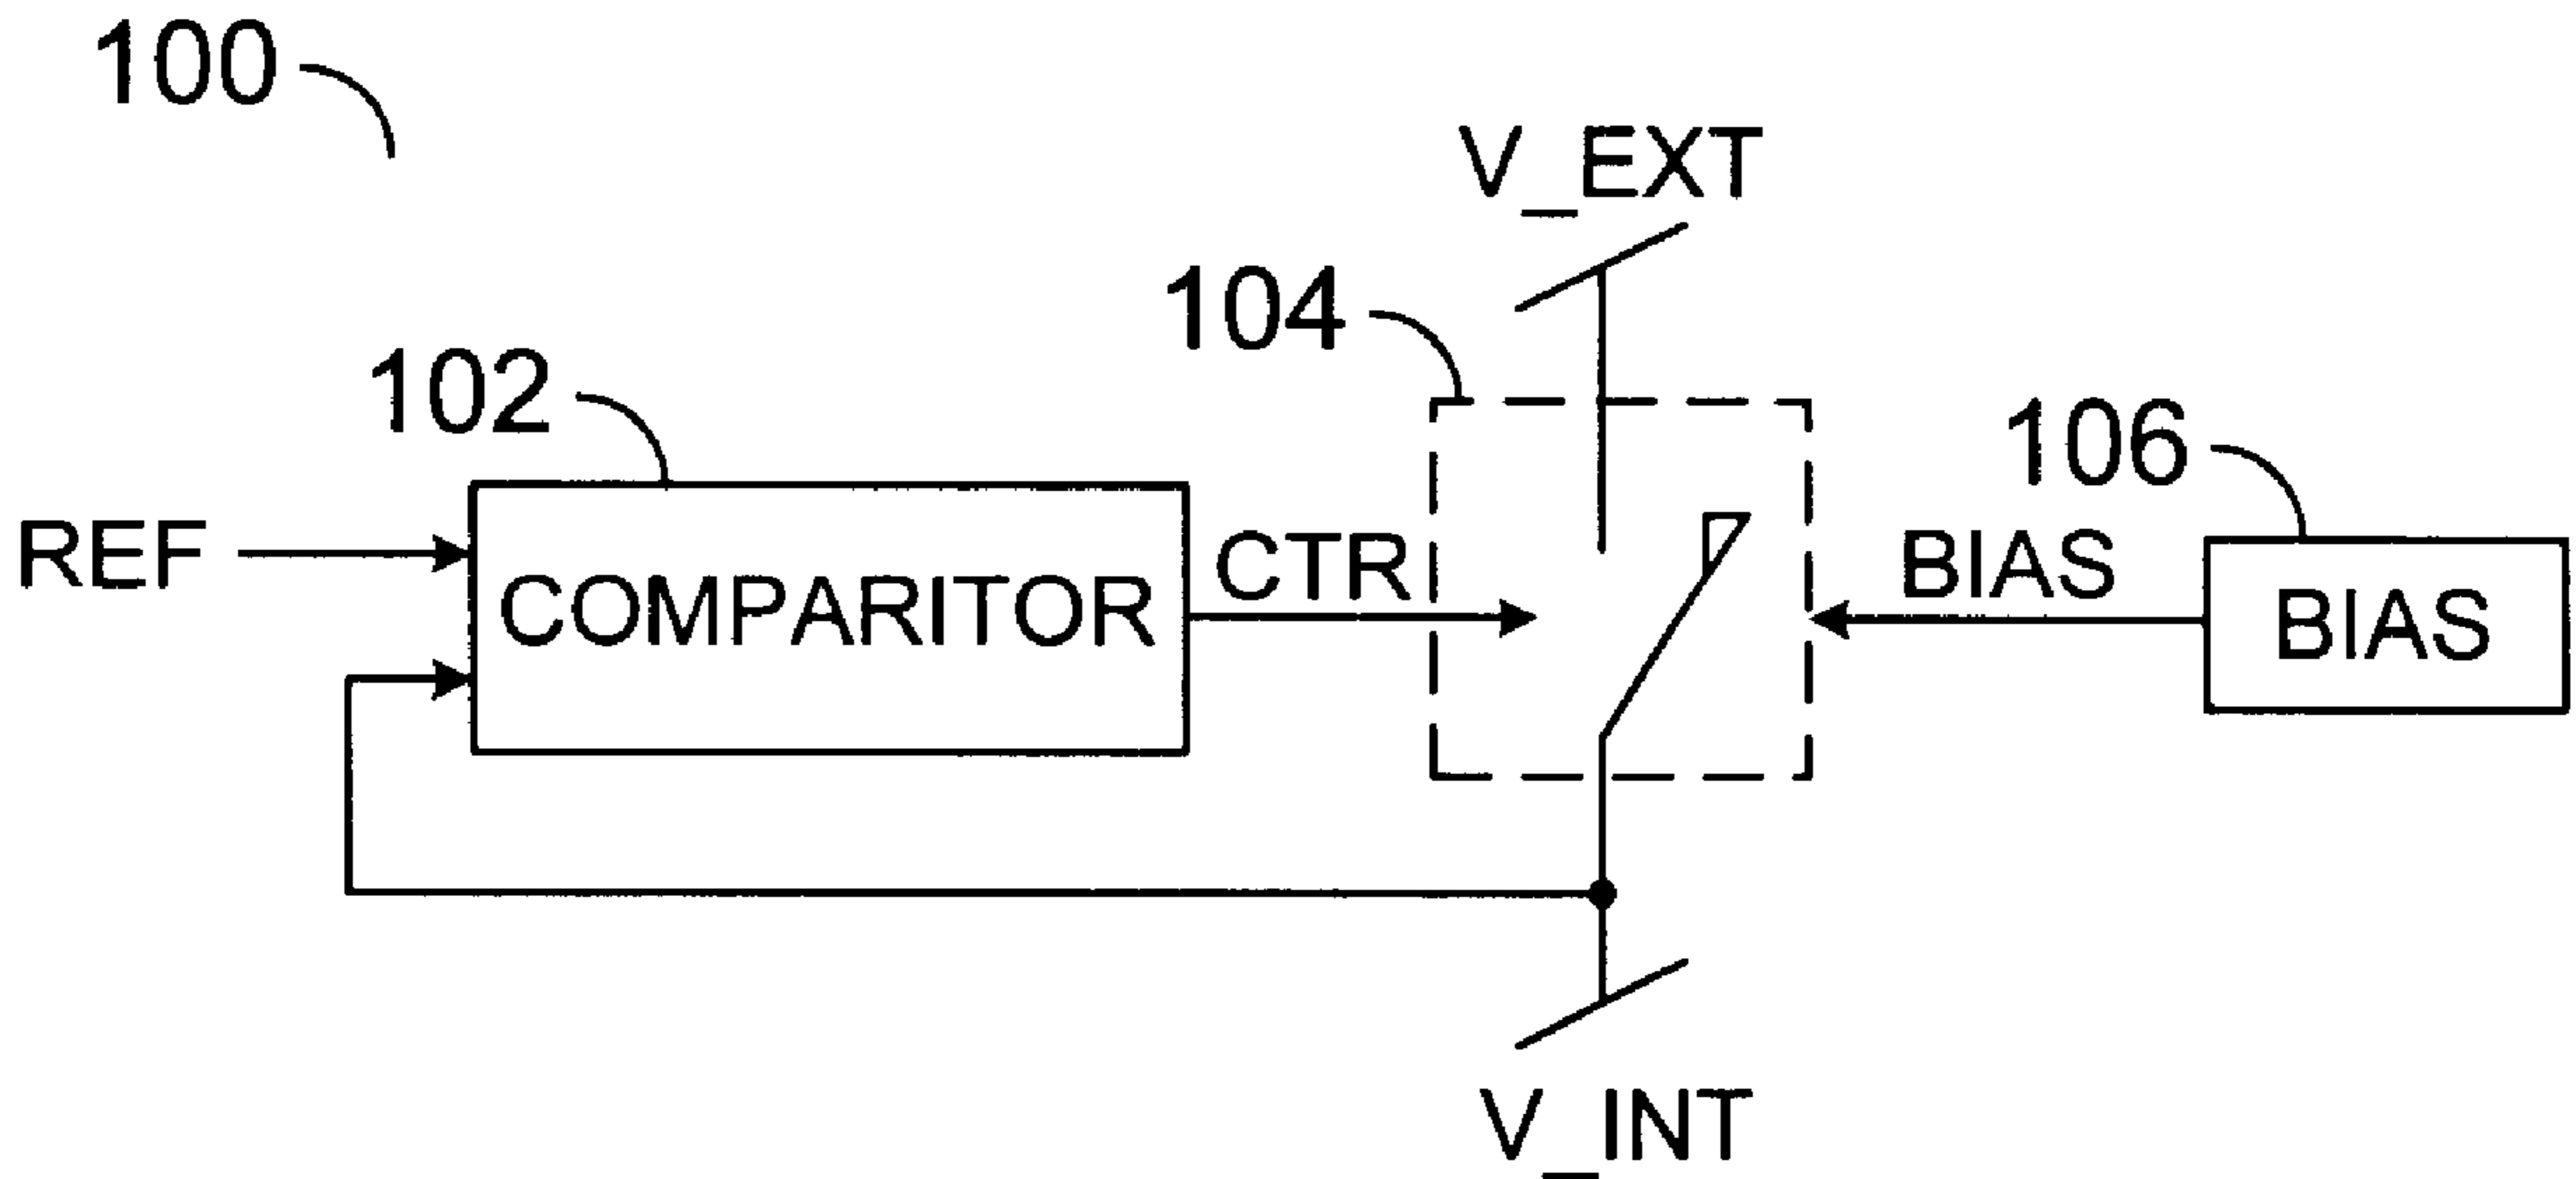 100
V_EXT
104
102
106
REF
COMPARITOR
CTR
BIAS
BIAS
V_INT